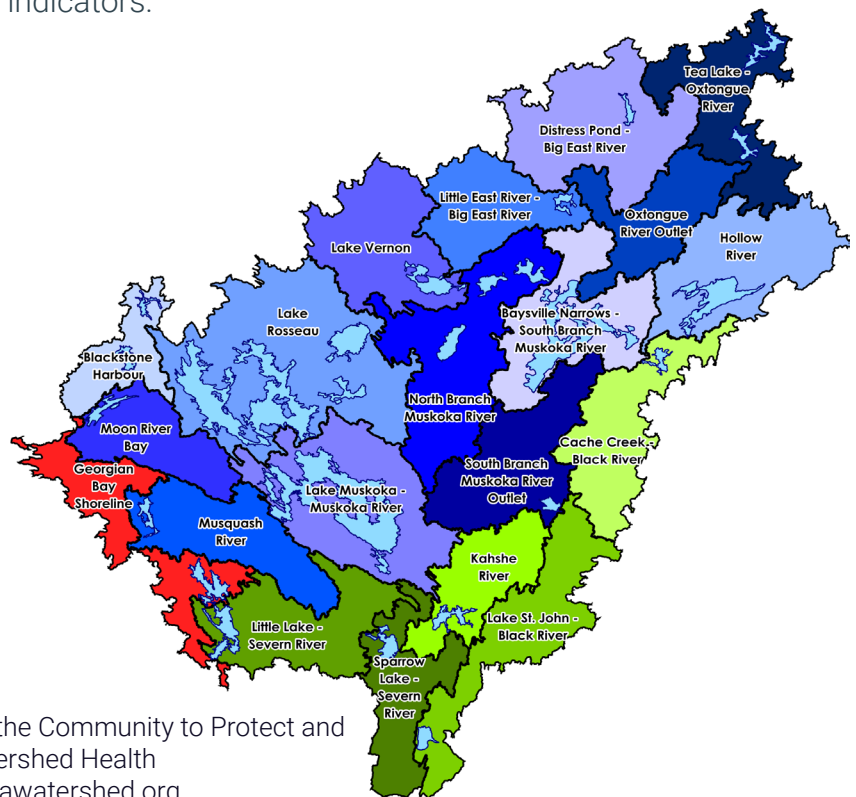 indicators.
Tea Lake -
Oxtongue
River
Distress Pond -
Big East River
Little East River -
Big East River
Oxtongue
River Outlet
Hollow
River
Lake Vernon
Lake
Rosseau
Baysville Narrows -
South Branch
Muskoka River
Blackstone
Harbour
North Branch
Muskoka River
Moon River
Bay
Cache Creek -
Black River
Georgian
Bay
Shoreline
South Branch
Muskoka River
Outlet
Lake Muskoka -
Muskoka River
Musquash
River
Kahshe
River
Little Lake -
Severn River
Lake St. John -
Black River
Sparrow
Lake -
Severn
River
the Community to Protect and
ershed Health
awatershed.org